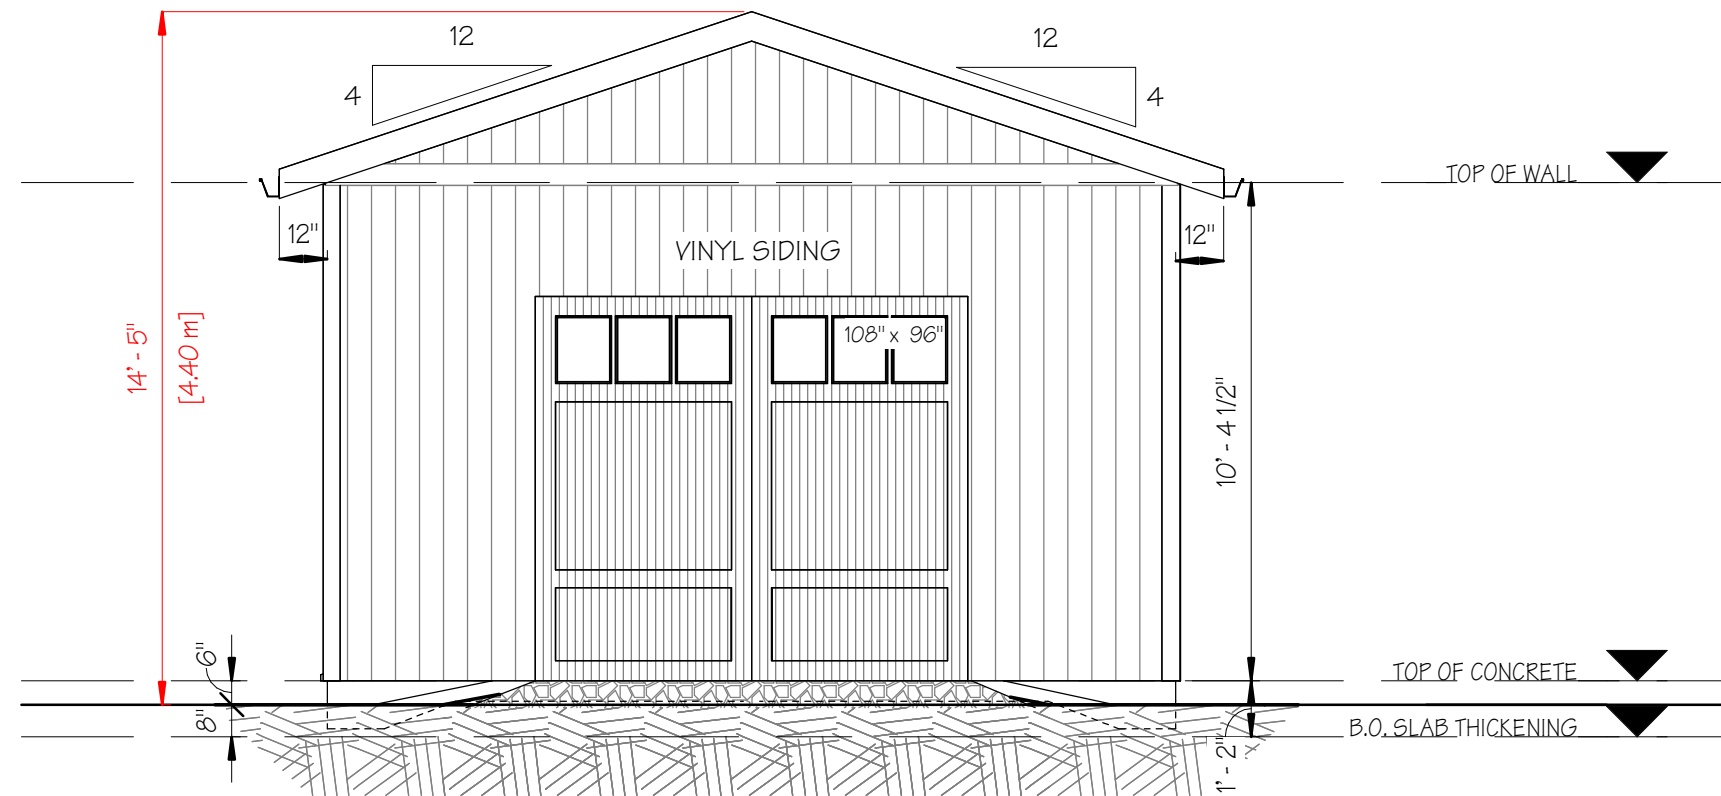 12
12
4
4
TOP OF WALL
12"
12"
VINYL SIDING
108" x 96"
14' - 5"
[4.40 m]
10' - 4 1/2"
6"
TOP OF CONCRETE
8"
B.O. SLAB THICKENING
1' - 2"